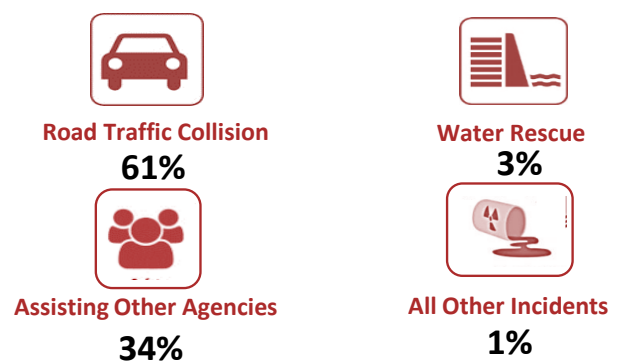 Road Traffic Collision
61%
Water Rescue
3%
Assisting Other Agencies
34%
All Other Incidents
1%